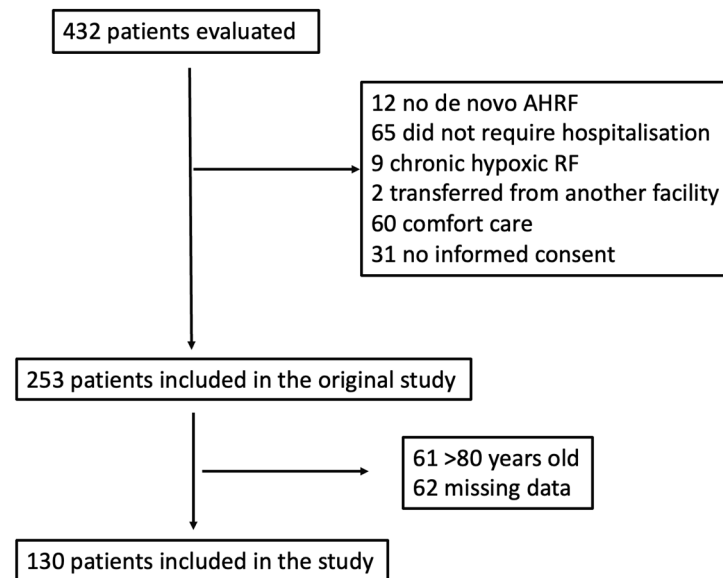 432 patients evaluated
12 no de novo AHRF
65 did not require hospitalisation
9 chronic hypoxic RF
2 transferred from another facility
60 comfort care
31 no informed consent
253 patients included in the original study
61 >80 years old
62 missing data
130 patients included in the study